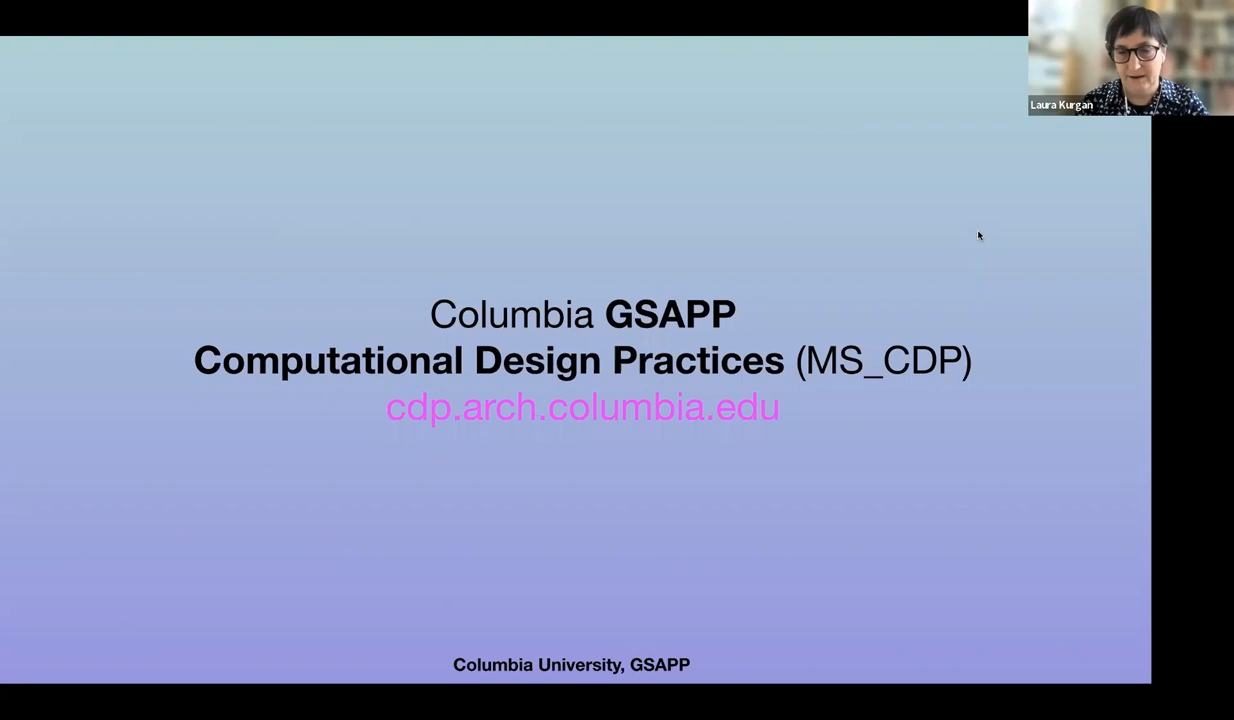 Laura Kurgan
Columbia GSAPP
Computational Design Practices (MS_CDP)
cdp.arch.columbia.edu
Columbia University, GSAPP